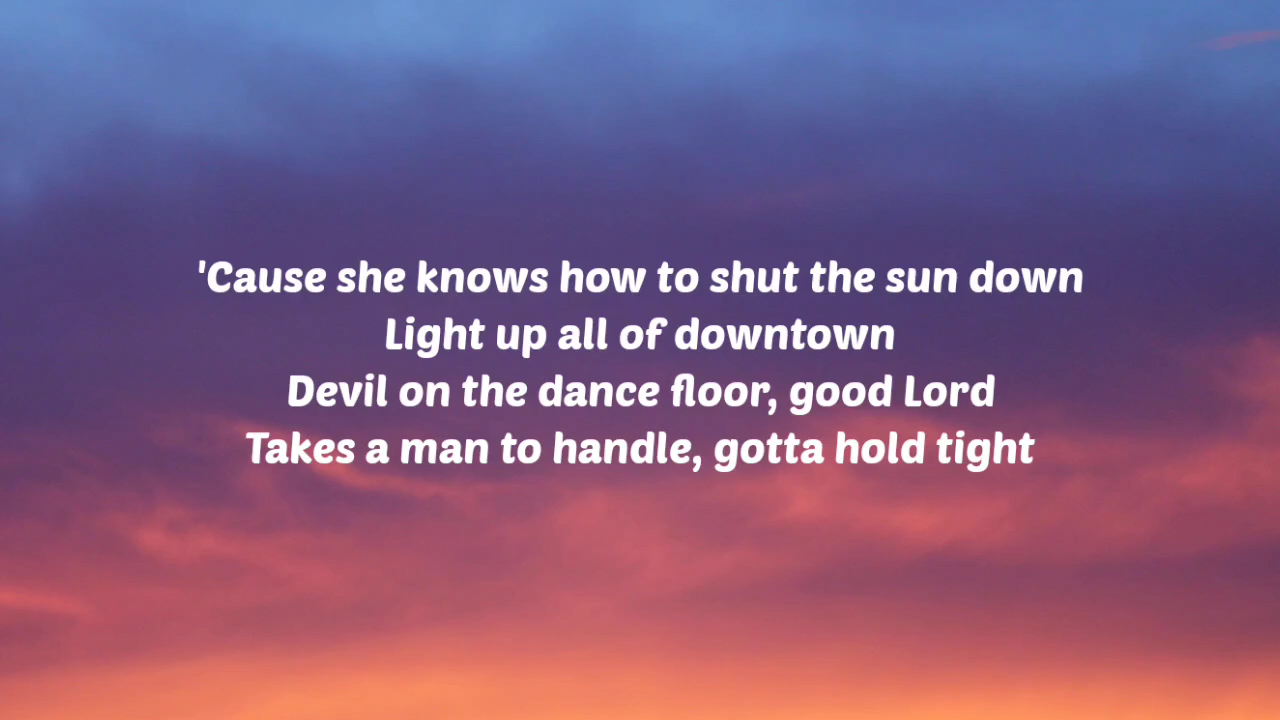 'Cause she knows how to shut the sun down
Light up all of downtown
Devil on the dance floor, good Lord
Takes a man to handle, gotta hold tight